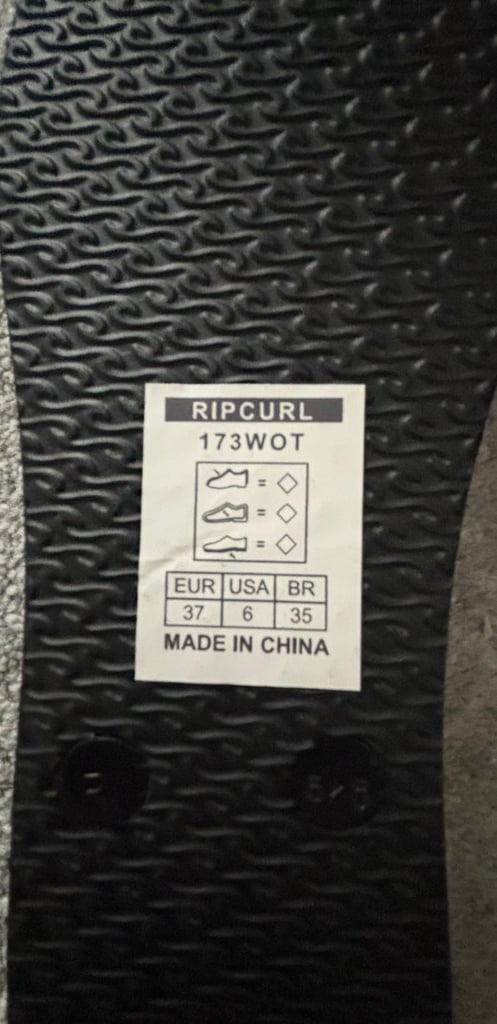 RIPCURL
173WOT
=
=
=
EUR USA BR
37 6 35
MADE IN CHINA